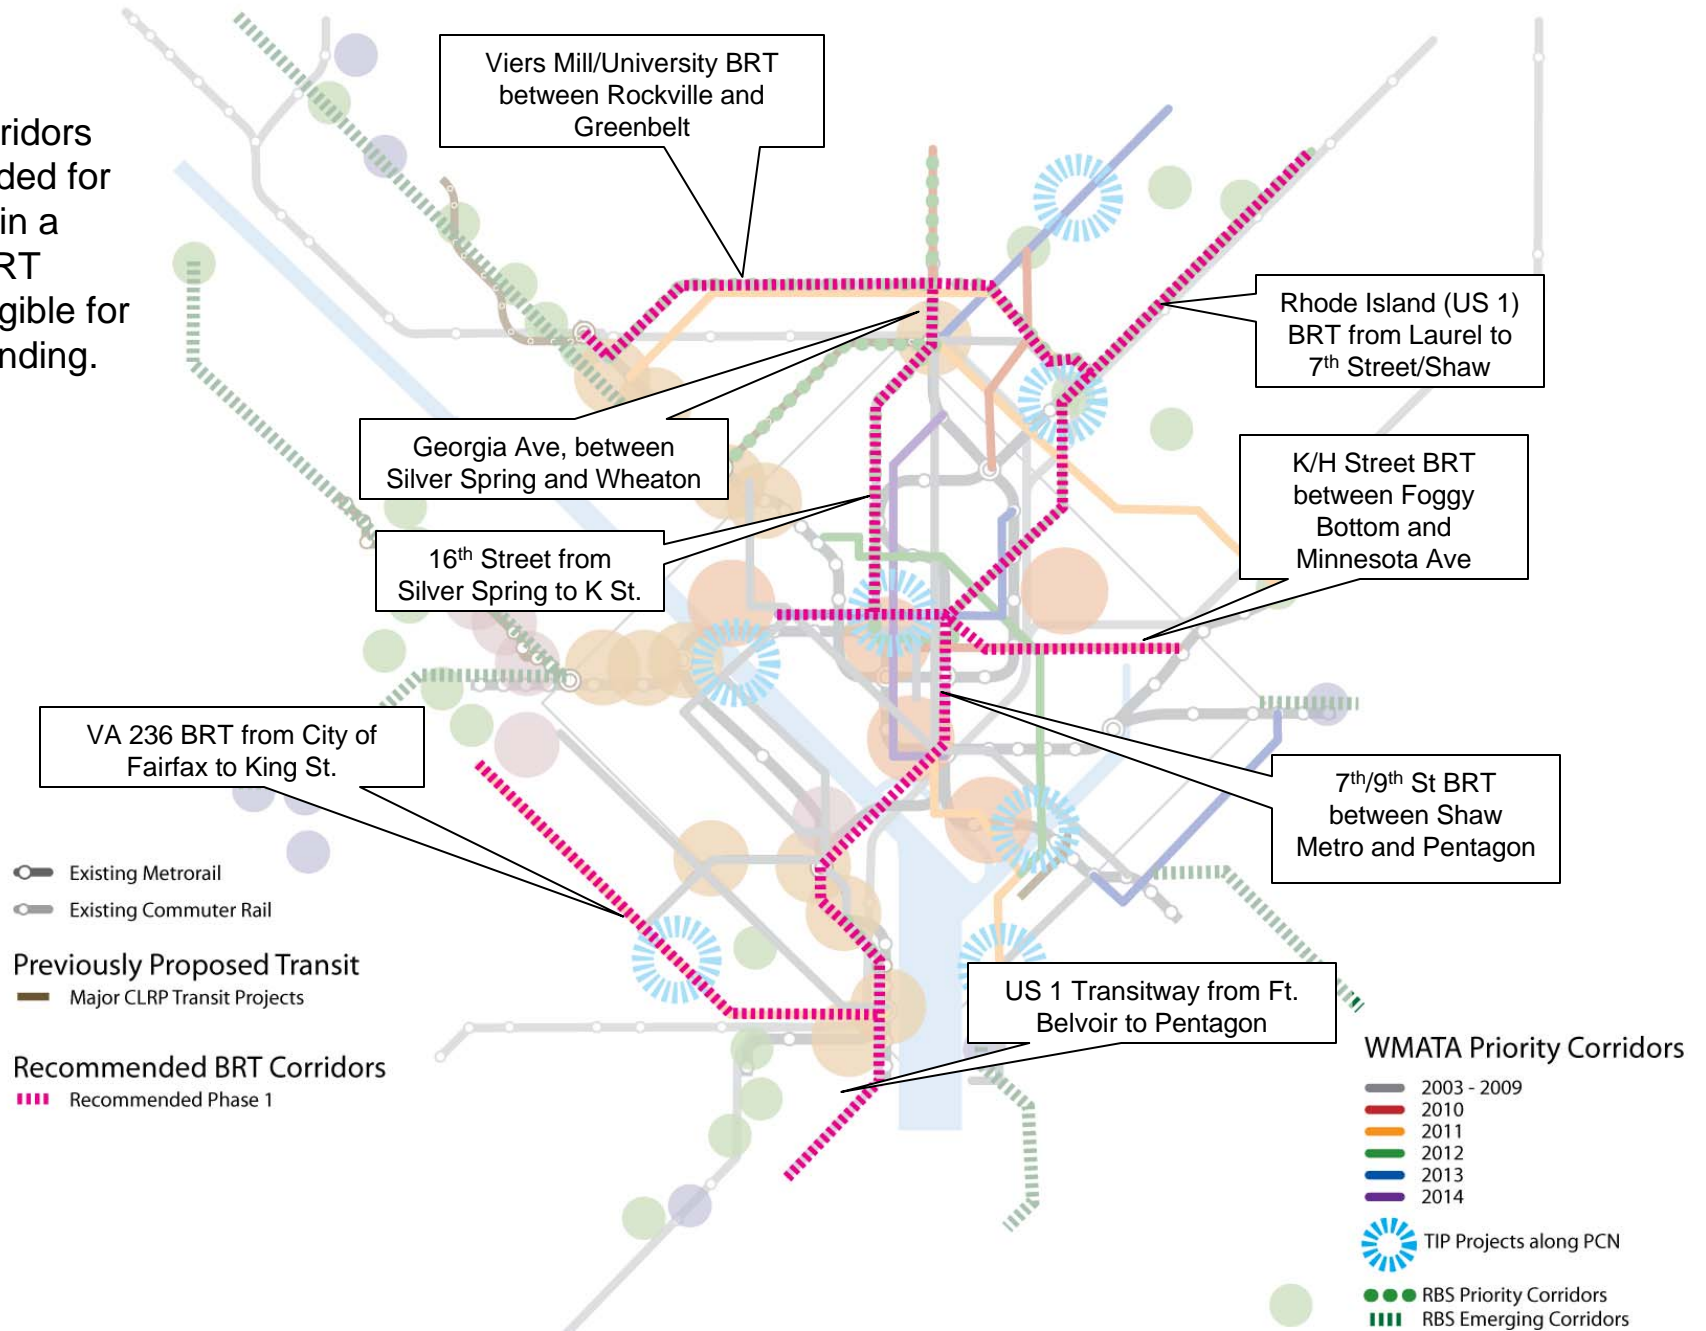 ridors
ded for
in a
RT
gible for
nding.
Viers Mill/University BRT
between Rockville and
Greenbelt
Rhode Island (US 1)
BRT from Laurel to
7th Street/Shaw
Georgia Ave, between
Silver Spring and Wheaton
K/H Street BRT
between Foggy
Bottom and
Minnesota Ave
16th Street from
Silver Spring to K St.
VA 236 BRT from City of
Fairfax to King St.
7th/9th St BRT
between Shaw
Metro and Pentagon
US 1 Transitway from Ft.
Belvoir to Pentagon
Existing Metrorail
Existing Commuter Rail
Previously Proposed Transit
Major CLRP Transit Projects
Recommended BRT Corridors
Recommended Phase 1
WMATA Priority Corridors
2003 - 2009
2010
2011
2012
2013
2014
TIP Projects along PCN
RBS Priority Corridors
RBS Emerging Corridors